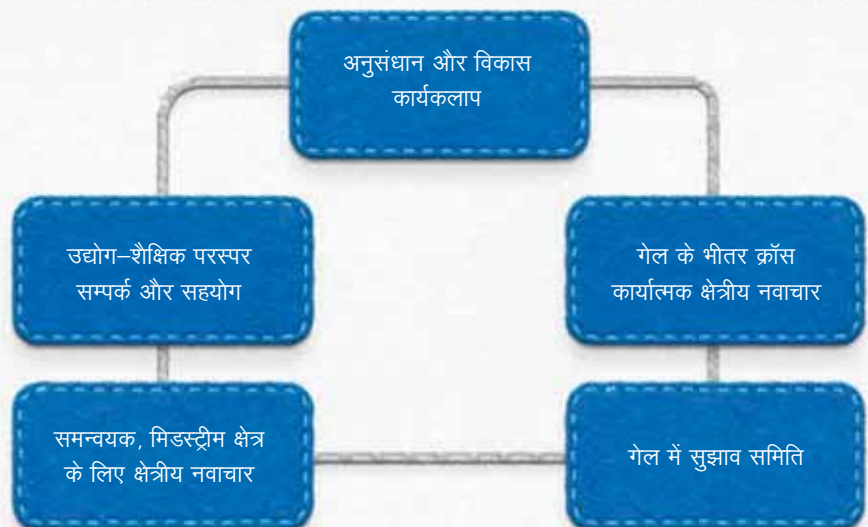 अनुसंधान और विकास
कार्यकलाप
उद्योग–शैक्षिक परस्पर
सम्पर्क और सहयोग
गेल के भीतर क्रॉस
कार्यात्मक क्षेत्रीय नवाचार
समन्वयक, मिडस्ट्रीम क्षेत्र
के लिए क्षेत्रीय नवाचार
गेल में सुझाव समिति